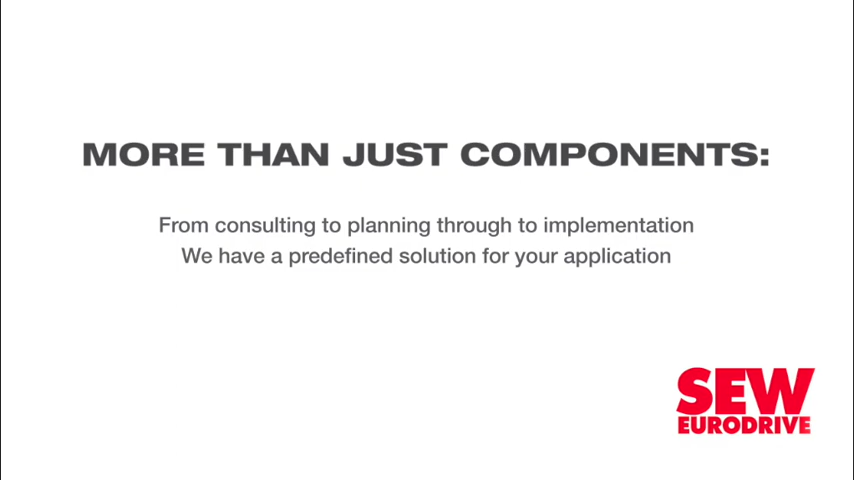 MORE THAN JUST COMPONENTS:
From consulting to planning through to implementation
We have a predefined solution for your application
SEW
EURODRIVE